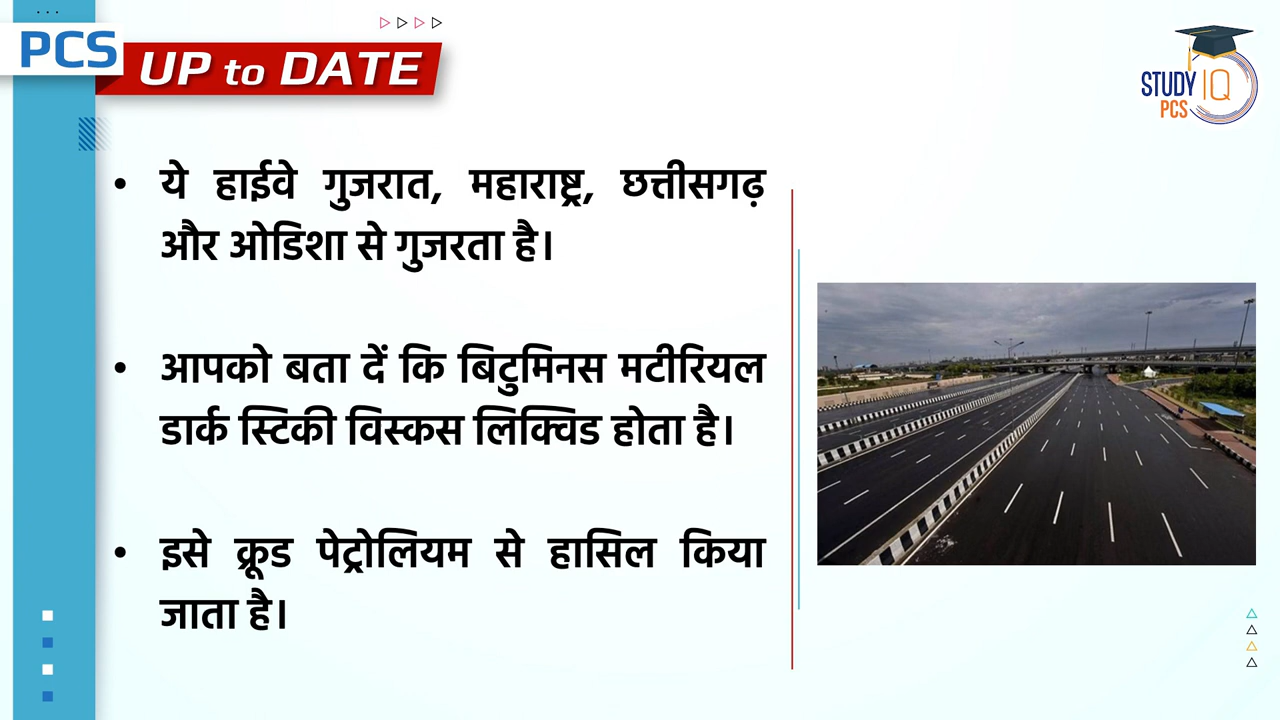 PCS
UP to DATE
STUDY IQ
PCS
• ये हाईवे गुजरात, महाराष्ट्र, छत्तीसगढ़
और ओडिशा से गुजरता है।
• आपको बता दें कि बिटुमिनस मटीरियल
डार्क स्टिकी विस्कस लिक्विड होता है।
• इसे क्रूड पेट्रोलियम से हासिल किया
जाता है।